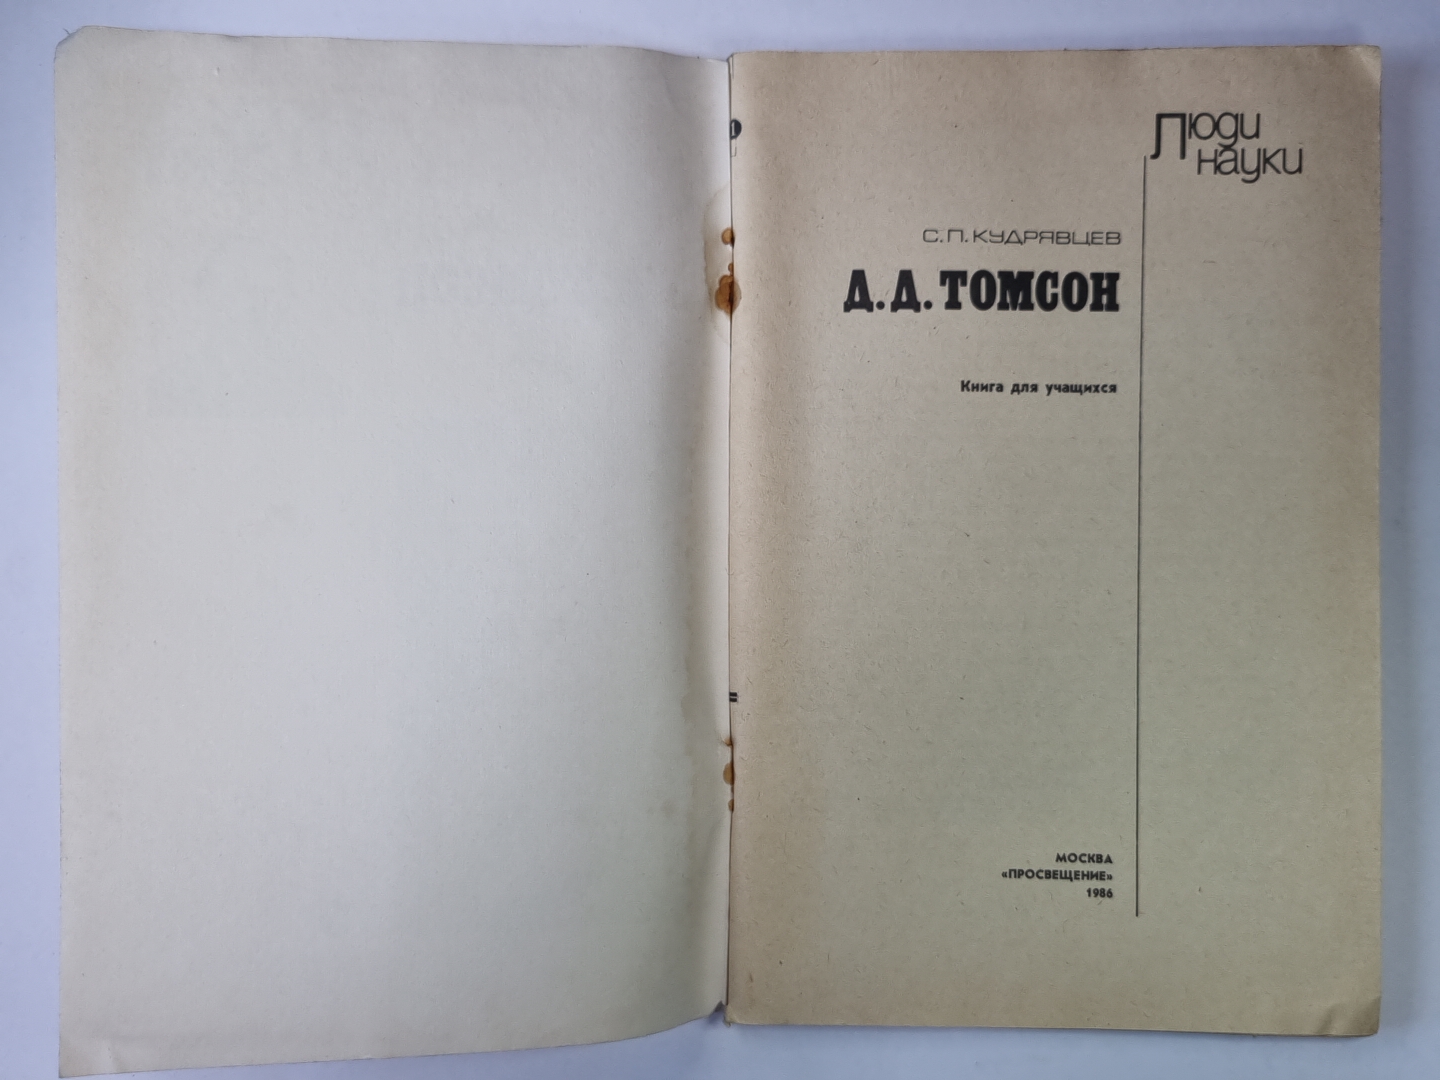 Люди
науки
С.П.КУДРЯВЦЕВ
Д.Д.ТОМСОН
Книга для учащихся
МОСКВА
«ПРОСВЕЩЕНИЕ»
1986